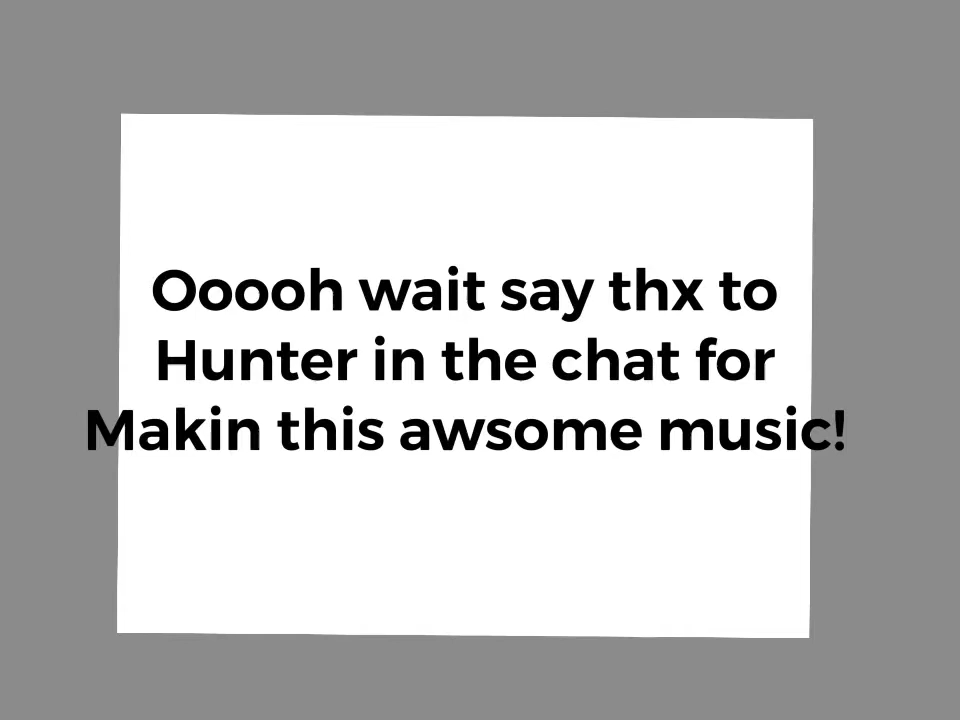 Ooooh wait say thx to
Hunter in the chat for
Makin this awsome music!